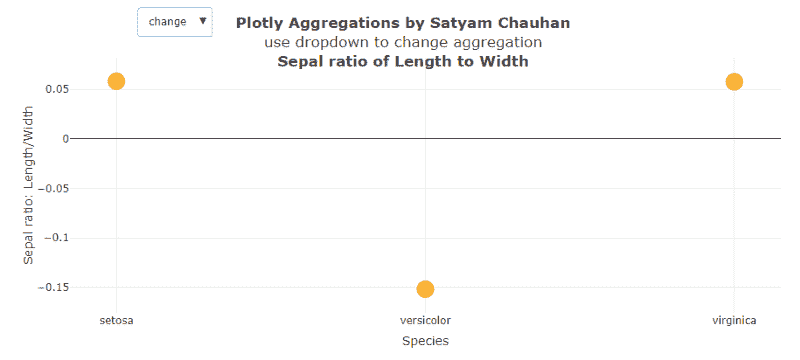 change ▼
Plotly Aggregations by Satyam Chauhan
use dropdown to change aggregation
Sepal ratio of Length to Width
Sepal ratio: Length/Width
0.05
0
−0.05
−0.1
−0.15
setosa
versicolor
virginica
Species